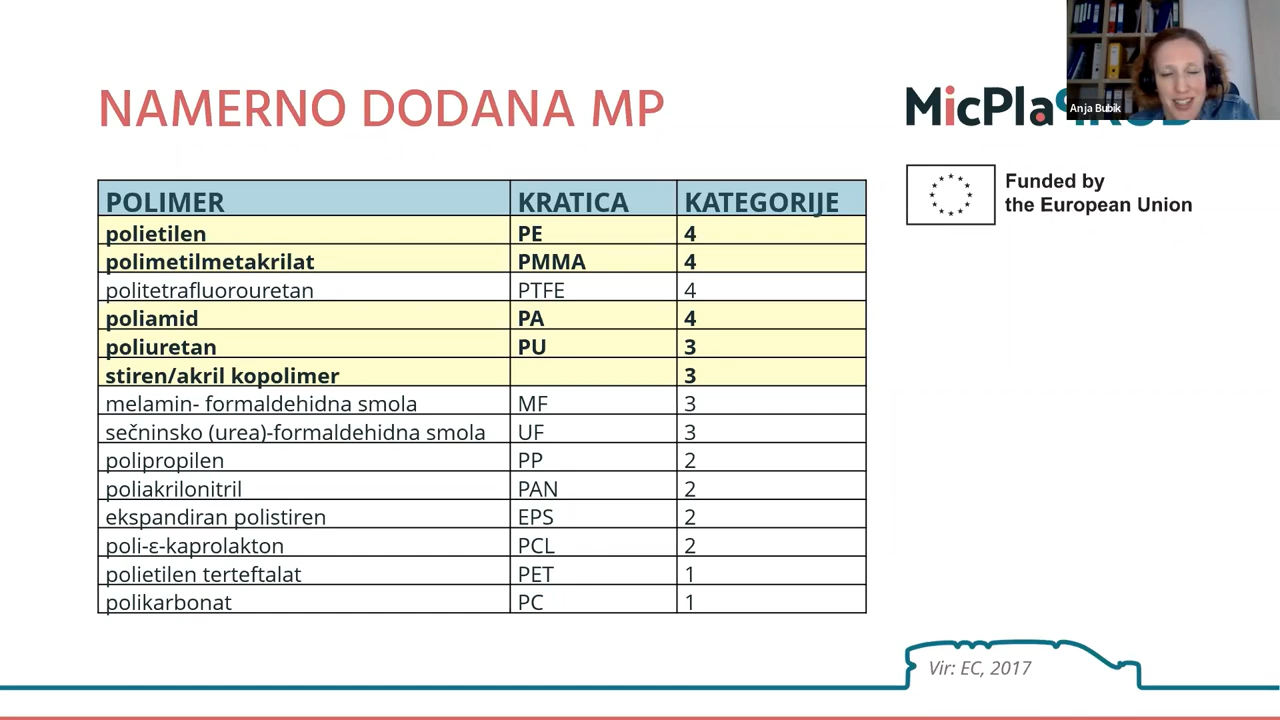 NAMERNO DODANA MP
Anja Bubik
MicPla
Funded by
the European Union
POLIMER KRATICA KATEGORIJE
polietilen PE 4
polimetilmetakrilat PMMA 4
politetrafluorouretan PTFE 4
poliamid PA 4
poliuretan PU 3
stiren/akril kopolimer 3
melamin- formaldehidna smola MF 3
sečninsko (urea)-formaldehidna smola UF 3
polipropilen PP 2
poliakrilonitril PAN 2
ekspandiran polistiren EPS 2
poli-ε-kaprolakton PCL 2
polietilen terteftalat PET 1
polikarbonat PC 1
Vir: EC, 2017